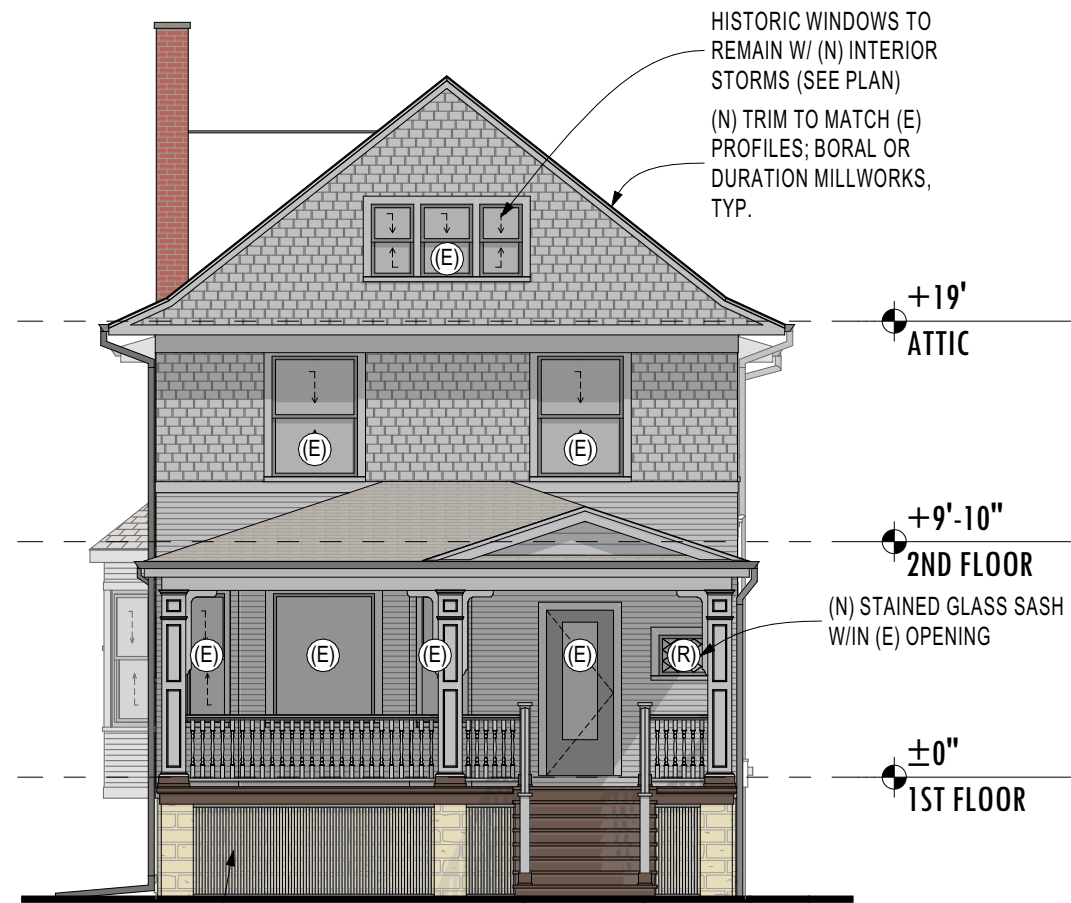 HISTORIC WINDOWS TO
REMAIN W/ (N) INTERIOR
STORMS (SEE PLAN)
(N) TRIM TO MATCH (E)
PROFILES; BORAL OR
DURATION MILLWORKS,
TYP.
(E)
+19'
ATTIC
(E)
(E)
+9'-10"
2ND FLOOR
(N) STAINED GLASS SASH
W/IN (E) OPENING
(E)
(E)
(E)
(E)
(R)
±0"
1ST FLOOR